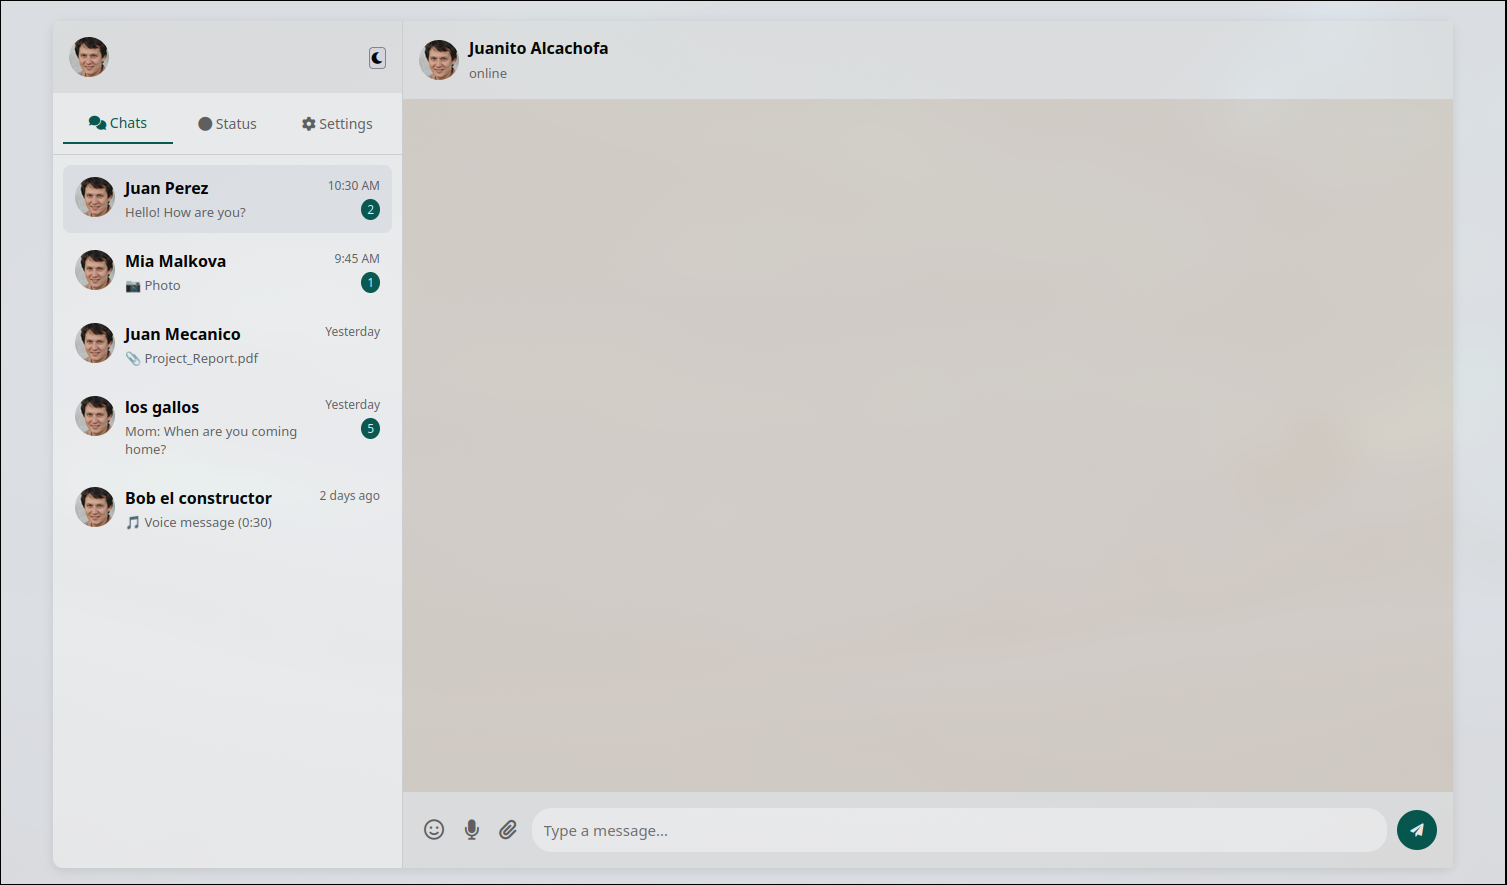 Juanito Alcachofa
online
Chats
Status
Settings
Juan Perez
10:30 AM
Hello! How are you?
2
Mia Malkova
9:45 AM
📷 Photo
1
Juan Mecanico
Yesterday
📎 Project_Report.pdf
los gallos
Yesterday
Mom: When are you coming
home?
5
Bob el constructor
2 days ago
🎵 Voice message (0:30)
Type a message...